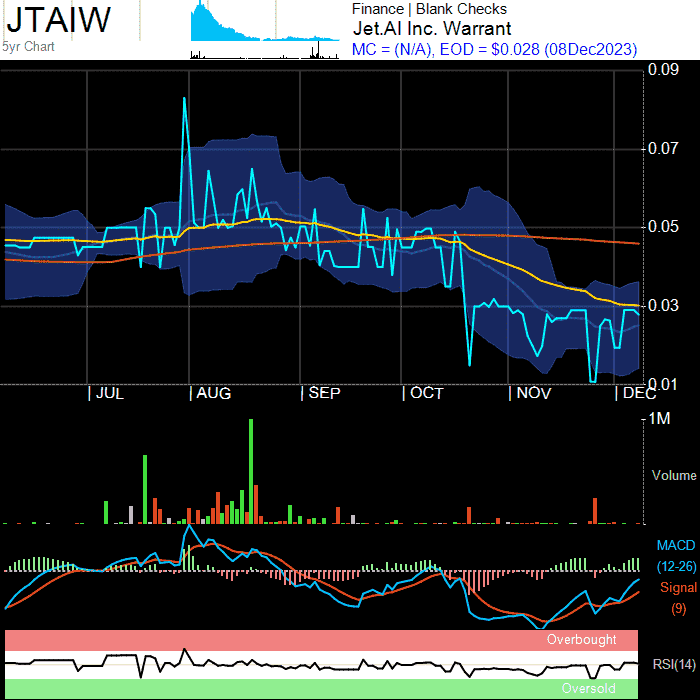 JTAIW
5yr Chart
Finance | Blank Checks
Jet.AI Inc. Warrant
MC = (N/A), EOD = $0.028 (08Dec2023)
0.09
0.07
0.05
0.03
0.01
JUL AUG SEP OCT NOV DEC
1M
Volume
MACD
(12-26)
Signal
(9)
Overbought
RSI(14)
Oversold